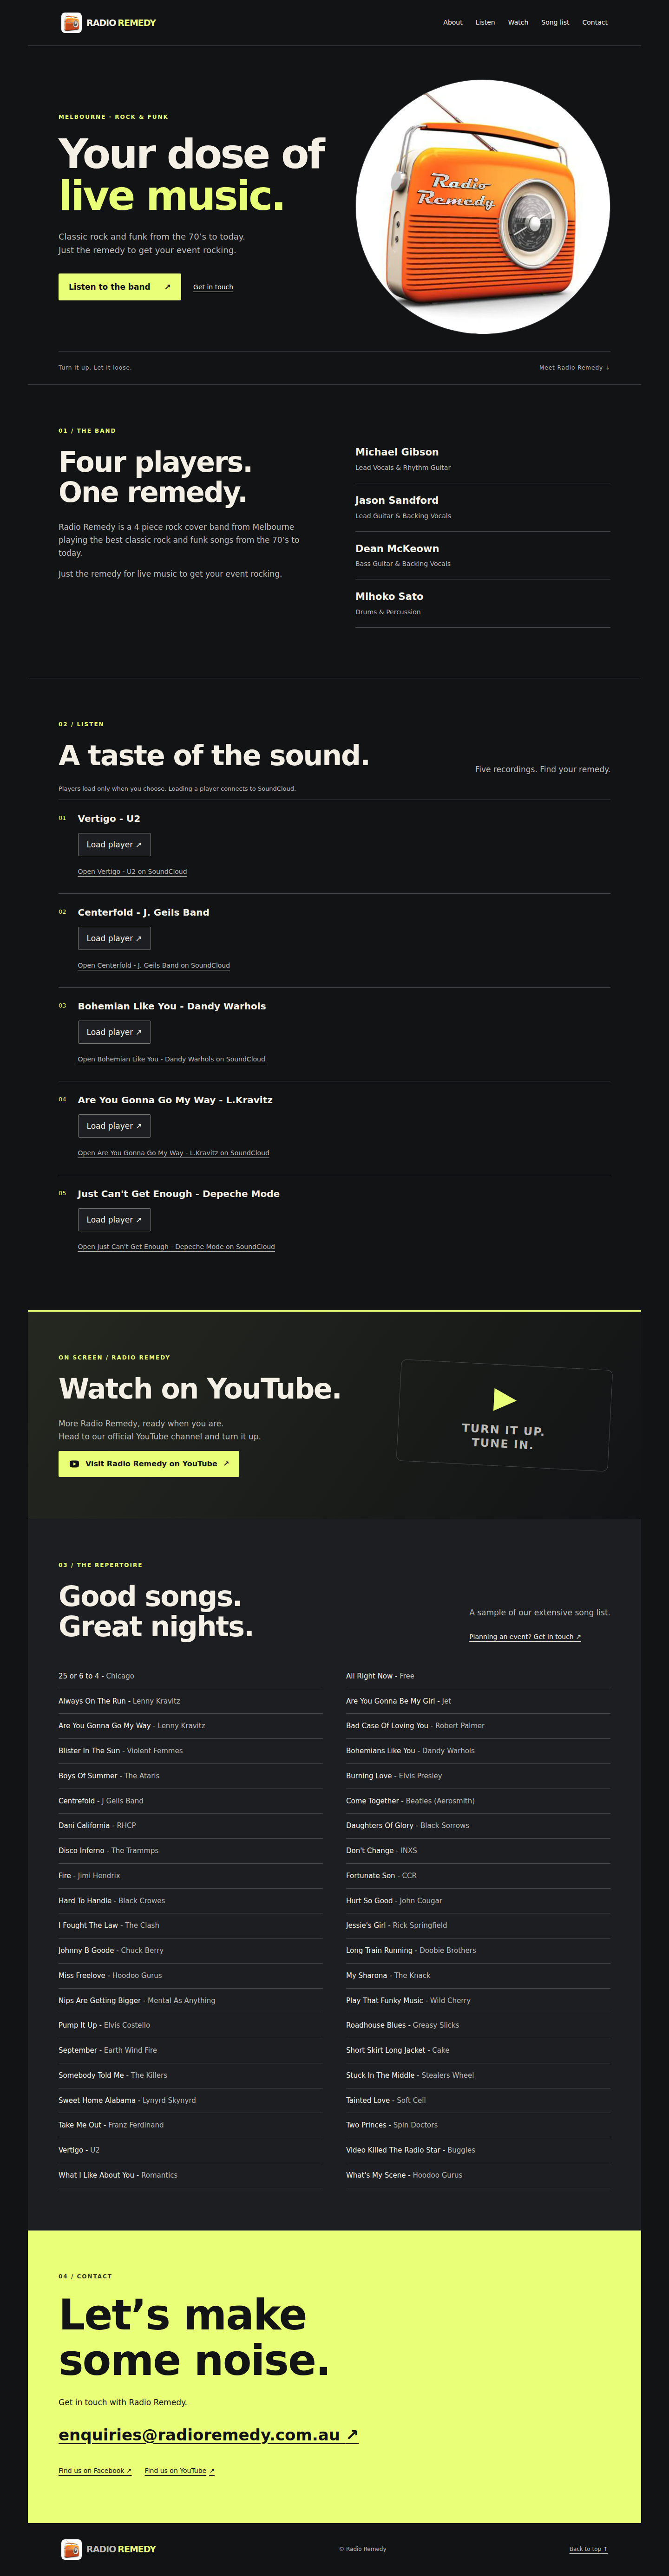 RADIO REMEDY
About Listen Watch Song list Contact
MELBOURNE · ROCK & FUNK
Your dose of
live music.
Classic rock and funk from the 70’s to today.
Just the remedy to get your event rocking.
Listen to the band ↗
Get in touch
Radio
Remedy
Turn it up. Let it loose.
Meet Radio Remedy ↓
01 / THE BAND
Four players.
One remedy.
Radio Remedy is a 4 piece rock cover band from Melbourne
playing the best classic rock and funk songs from the 70’s to
today.
Just the remedy for live music to get your event rocking.
Michael Gibson
Lead Vocals & Rhythm Guitar
Jason Sandford
Lead Guitar & Backing Vocals
Dean McKeown
Bass Guitar & Backing Vocals
Mihoko Sato
Drums & Percussion
02 / LISTEN
A taste of the sound.
Five recordings. Find your remedy.
Players load only when you choose. Loading a player connects to SoundCloud.
01 Vertigo - U2
Load player ↗
Open Vertigo - U2 on SoundCloud
02 Centerfold - J. Geils Band
Load player ↗
Open Centerfold - J. Geils Band on SoundCloud
03 Bohemian Like You - Dandy Warhols
Load player ↗
Open Bohemian Like You - Dandy Warhols on SoundCloud
04 Are You Gonna Go My Way - L.Kravitz
Load player ↗
Open Are You Gonna Go My Way - L.Kravitz on SoundCloud
05 Just Can't Get Enough - Depeche Mode
Load player ↗
Open Just Can't Get Enough - Depeche Mode on SoundCloud
ON SCREEN / RADIO REMEDY
Watch on YouTube.
More Radio Remedy, ready when you are.
Head to our official YouTube channel and turn it up.
Visit Radio Remedy on YouTube ↗
TURN IT UP.
TUNE IN.
03 / THE REPERTOIRE
Good songs.
Great nights.
A sample of our extensive song list.
Planning an event? Get in touch ↗
25 or 6 to 4 - Chicago
All Right Now - Free
Always On The Run - Lenny Kravitz
Are You Gonna Be My Girl - Jet
Are You Gonna Go My Way - Lenny Kravitz
Bad Case Of Loving You - Robert Palmer
Blister In The Sun - Violent Femmes
Bohemians Like You - Dandy Warhols
Boys Of Summer - The Ataris
Burning Love - Elvis Presley
Centrefold - J Geils Band
Come Together - Beatles (Aerosmith)
Dani California - RHCP
Daughters Of Glory - Black Sorrows
Disco Inferno - The Trammps
Don't Change - INXS
Fire - Jimi Hendrix
Fortunate Son - CCR
Hard To Handle - Black Crowes
Hurt So Good - John Cougar
I Fought The Law - The Clash
Jessie's Girl - Rick Springfield
Johnny B Goode - Chuck Berry
Long Train Running - Doobie Brothers
Miss Freelove - Hoodoo Gurus
My Sharona - The Knack
Nips Are Getting Bigger - Mental As Anything
Play That Funky Music - Wild Cherry
Pump It Up - Elvis Costello
Roadhouse Blues - Greasy Slicks
September - Earth Wind Fire
Short Skirt Long Jacket - Cake
Somebody Told Me - The Killers
Stuck In The Middle - Stealers Wheel
Sweet Home Alabama - Lynyrd Skynyrd
Tainted Love - Soft Cell
Take Me Out - Franz Ferdinand
Two Princes - Spin Doctors
Vertigo - U2
Video Killed The Radio Star - Buggles
What I Like About You - Romantics
What's My Scene - Hoodoo Gurus
04 / CONTACT
Let’s make
some noise.
Get in touch with Radio Remedy.
enquiries@radioremedy.com.au ↗
Find us on Facebook ↗ Find us on YouTube ↗
RADIO REMEDY
© Radio Remedy
Back to top ↑